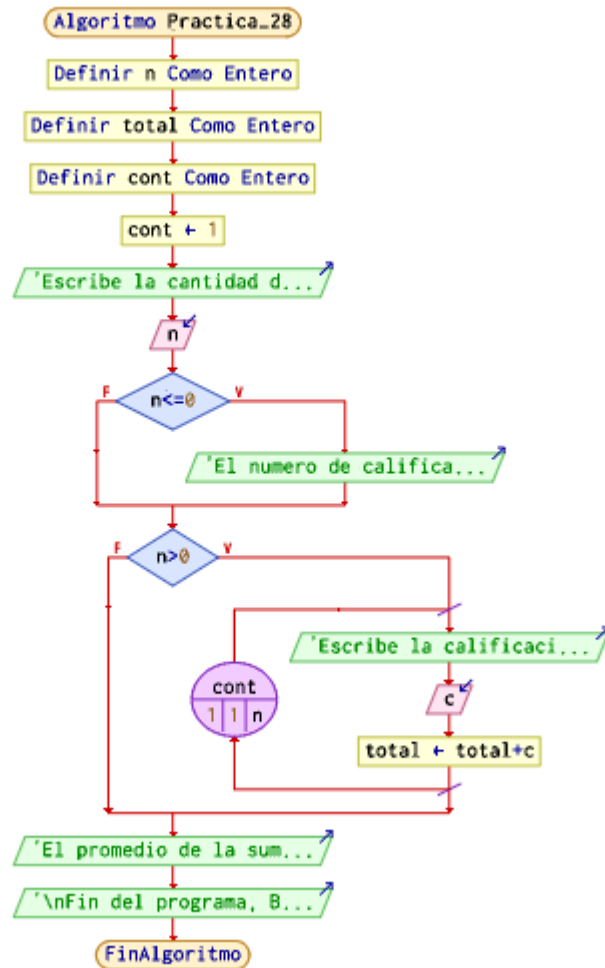 Algoritmo Practica_28
Definir n Como Entero
Definir total Como Entero
Definir cont Como Entero
cont ← 1
'Escribe la cantidad d...
n
F
n<=0
V
'El numero de califica...
F
n>0
V
'Escribe la calificaci...
cont
1 1 n
c
total ← total+c
'El promedio de la sum...
'\nFin del programa, B...
FinAlgoritmo